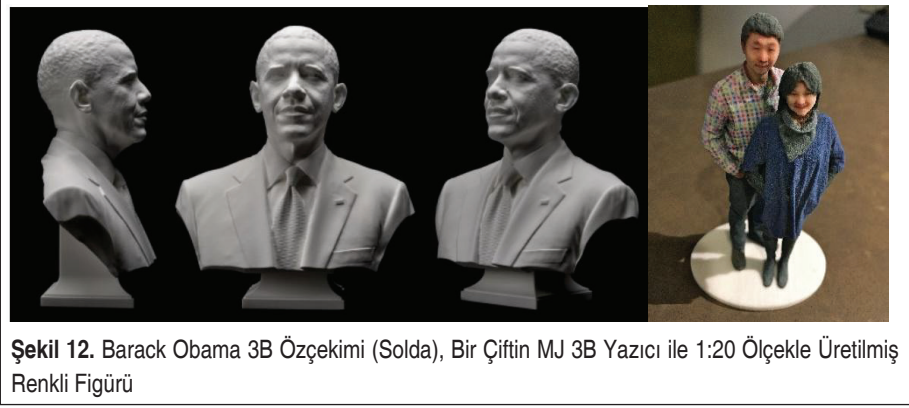 Şekil 12. Barack Obama 3B Özçekimi (Solda), Bir Çiftin MJ 3B Yazıcı ile 1:20 Ölçekle Üretilmiş
Renkli Figürü